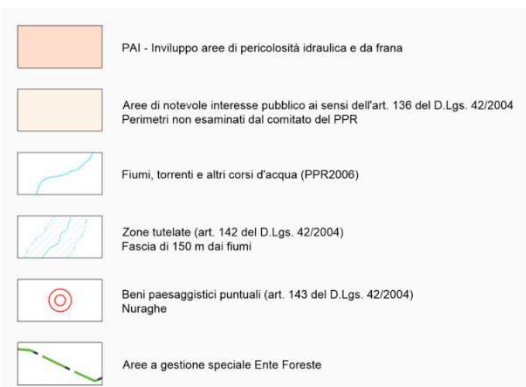 PAI - Inviluppo aree di pericolosità idraulica e da frana
Aree di notevole interesse pubblico ai sensi dell'art. 136 del D.Lgs. 42/2004
Perimetri non esaminati dal comitato del PPR
Fiumi, torrenti e altri corsi d'acqua (PPR2006)
Zone tutelate (art. 142 del D.Lgs. 42/2004)
Fascia di 150 m dai fiumi
Beni paesaggistici puntuali (art. 143 del D.Lgs. 42/2004)
Nuraghe
Aree a gestione speciale Ente Foreste